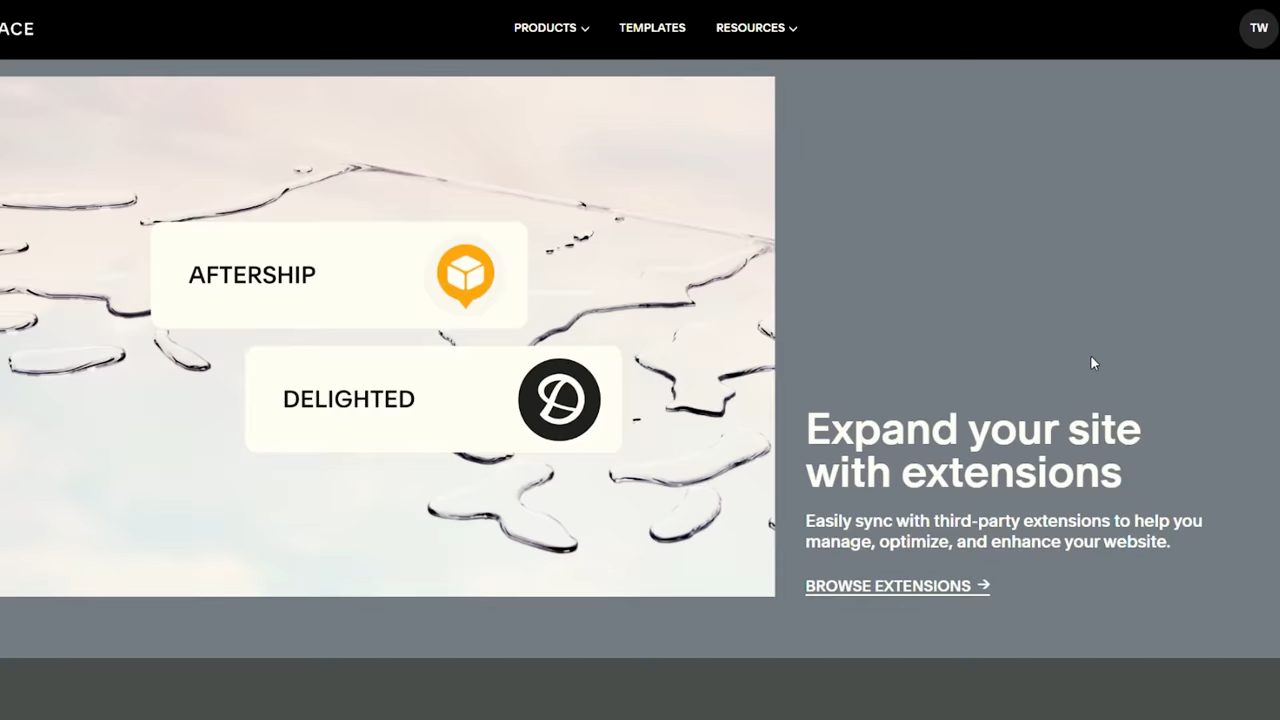 ACE
PRODUCTS
TEMPLATES
RESOURCES
TW
AFTERSHIP
DELIGHTED
Expand your site
with extensions
Easily sync with third-party extensions to help you
manage, optimize, and enhance your website.
BROWSE EXTENSIONS →